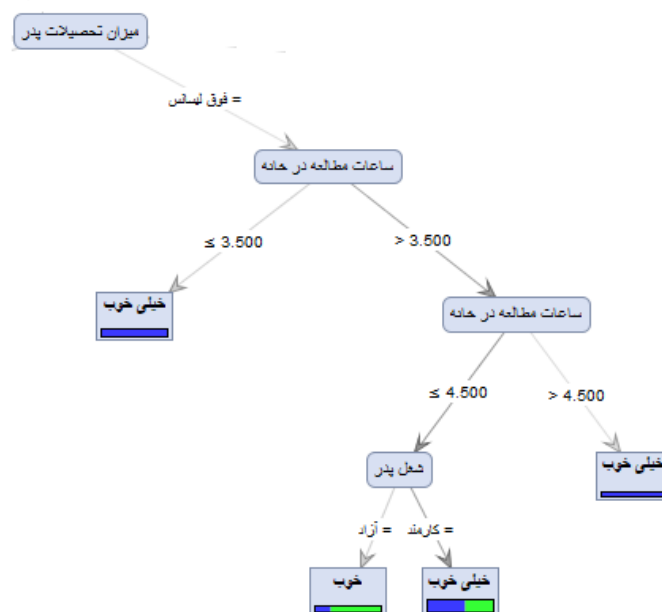 میزان تحصیلات پدر
= فوق لیسانس
ساعات مطالعه در خانه
≤ 3.500
> 3.500
خیلی خوب
ساعات مطالعه در خانه
≤ 4.500
> 4.500
شغل پدر
خیلی خوب
= آزاد
= کارمند
خوب
خیلی خوب